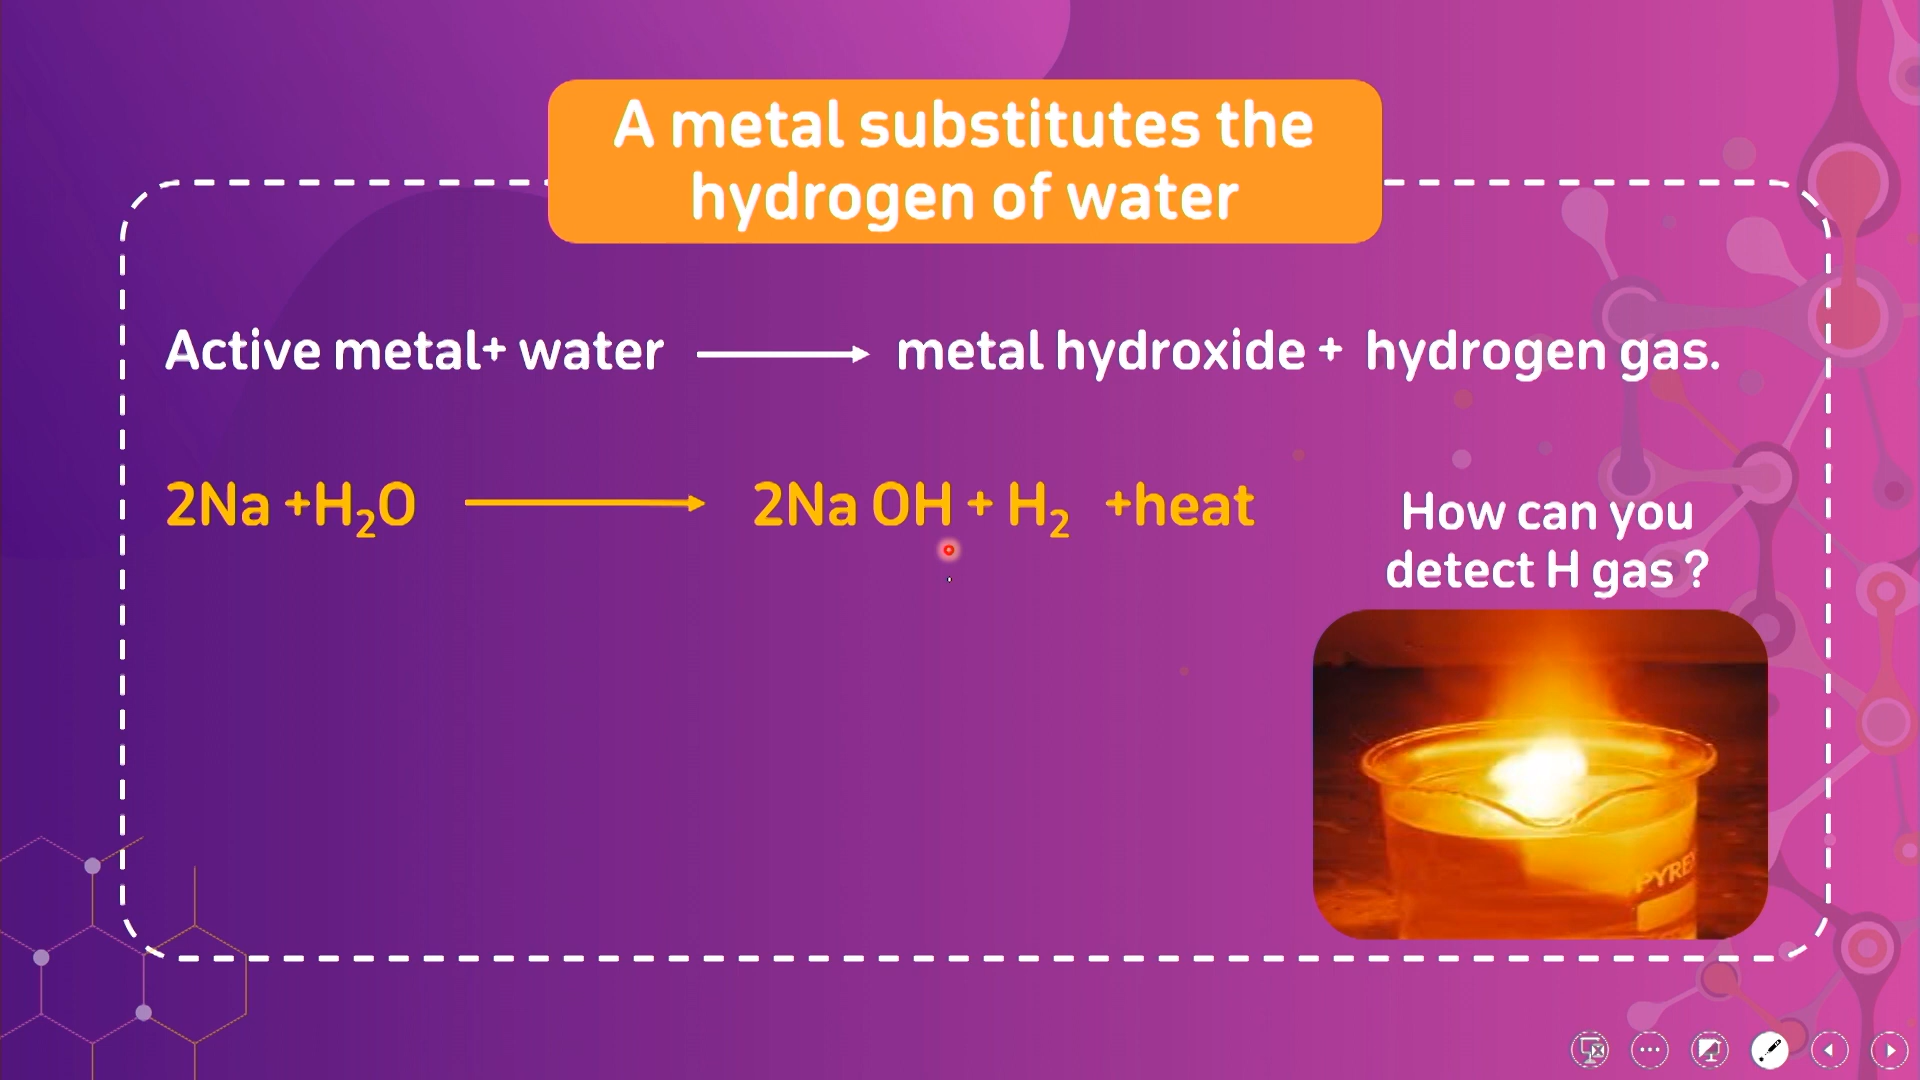 A metal substitutes the
hydrogen of water
Active metal+ water metal hydroxide + hydrogen gas.
2Na +H₂O 2Na OH + H₂ +heat
How can you
detect H gas ?
PYREX